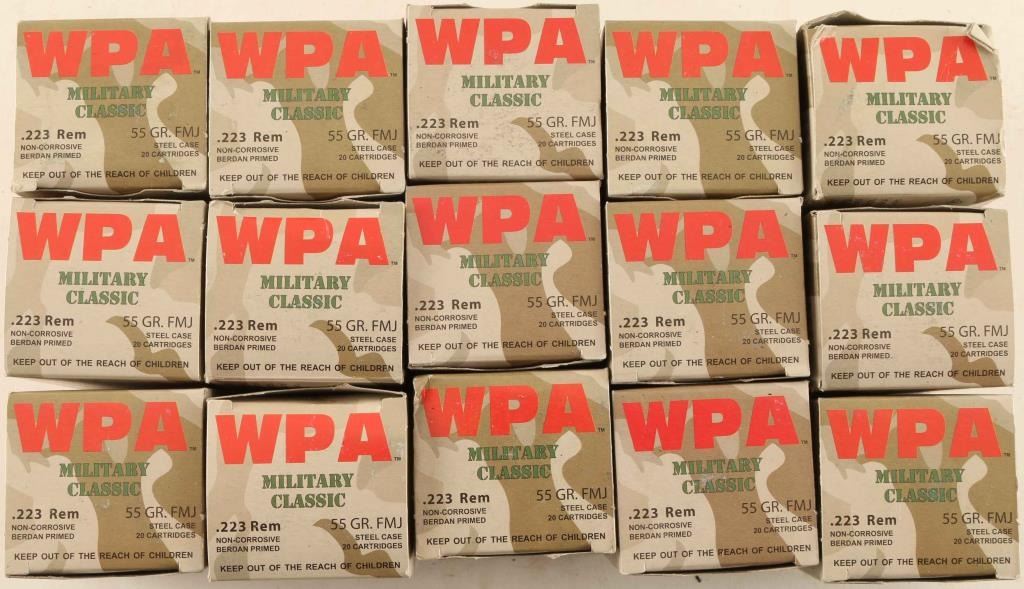 WPA™
MILITARY
CLASSIC
.223 Rem 55 GR. FMJ
NON-CORROSIVE STEEL CASE
BERDAN PRIMED 20 CARTRIDGES
KEEP OUT OF THE REACH OF CHILDREN
WPA™
MILITARY
CLASSIC
.223 Rem 55 GR. FMJ
NON-CORROSIVE STEEL CASE
BERDAN PRIMED 20 CARTRIDGES
KEEP OUT OF THE REACH OF CHILDREN
WPA™
MILITARY
CLASSIC
.223 Rem 55 GR. FMJ
NON-CORROSIVE STEEL CASE
BERDAN PRIMED 20 CARTRIDGES
KEEP OUT OF THE REACH OF CHILDREN
WPA™
MILITARY
CLASSIC
.223 Rem 55 GR. FMJ
NON-CORROSIVE STEEL CASE
BERDAN PRIMED 20 CARTRIDGES
KEEP OUT OF THE REACH OF CHILDREN
WPA™
MILITARY
CLASSIC
.223 Rem 55 GR. FMJ
NON-CORROSIVE STEEL CASE
BERDAN PRIMED 20 CARTRIDGES
KEEP OUT OF THE REACH OF CHILDREN
WPA™
MILITARY
CLASSIC
.223 Rem 55 GR. FMJ
NON-CORROSIVE STEEL CASE
BERDAN PRIMED 20 CARTRIDGES
KEEP OUT OF THE REACH OF CHILDREN
WPA™
MILITARY
CLASSIC
.223 Rem 55 GR. FMJ
NON-CORROSIVE STEEL CASE
BERDAN PRIMED 20 CARTRIDGES
KEEP OUT OF THE REACH OF CHILDREN
WPA™
MILITARY
CLASSIC
.223 Rem 55 GR. FMJ
NON-CORROSIVE STEEL CASE
BERDAN PRIMED 20 CARTRIDGES
KEEP OUT OF THE REACH OF CHILDREN
WPA™
MILITARY
CLASSIC
.223 Rem 55 GR. FMJ
NON-CORROSIVE STEEL CASE
BERDAN PRIMED 20 CARTRIDGES
KEEP OUT OF THE REACH OF CHILDREN
WPA™
MILITARY
CLASSIC
.223 Rem 55 GR. FMJ
NON-CORROSIVE STEEL CASE
BERDAN PRIMED. 20 CARTRIDGES
KEEP OUT OF THE REACH OF CHILDREN
WPA™
MILITARY
CLASSIC
.223 Rem 55 GR. FMJ
NON-CORROSIVE STEEL CASE
BERDAN PRIMED 20 CARTRIDGES
KEEP OUT OF THE REACH OF CHILDREN
WPA™
MILITARY
CLASSIC
.223 Rem 55 GR. FMJ
NON-CORROSIVE STEEL CASE
BERDAN PRIMED 20 CARTRIDGES
KEEP OUT OF THE REACH OF CHILDREN
WPA™
MILITARY
CLASSIC
.223 Rem 55 GR. FMJ
NON-CORROSIVE STEEL CASE
BERDAN PRIMED 20 CARTRIDGES
KEEP OUT OF THE REACH OF CHILDREN
WPA™
MILITARY
CLASSIC
.223 Rem 55 GR. FMJ
NON-CORROSIVE STEEL CASE
BERDAN PRIMED 20 CARTRIDGES
KEEP OUT OF THE REACH OF CHILDREN
WPA™
MILITARY
CLASSIC
.223 Rem 55 GR. FMJ
NON-CORROSIVE STEEL CASE
BERDAN PRIMED 20 CARTRIDGES
KEEP OUT OF THE REACH OF CHILDREN